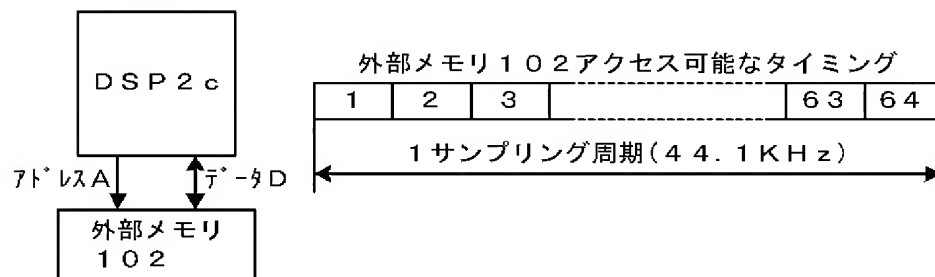 DSP2c
アドレスA
データD
外部メモリ
102
外部メモリ102アクセス可能なタイミング
1 2 3 63 64
1サンプリング周期(44.1KHz)